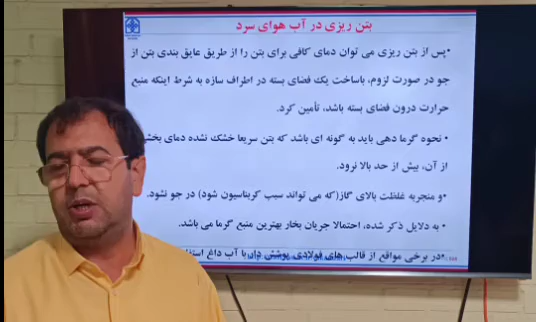 بتن ریزی در آب هوای سرد
•پس از بتن ریزی می توان دمای کافی برای بتن را از طریق عایق بندی بتن از
جو در صورت لزوم، باساخت یک فضای بسته در اطراف سازه به شرط اینکه منبع
حرارت درون فضای بسته باشد، تأمین کرد.
• نحوه گرما دهی باید به گونه ای باشد که بتن سریعا خشک نشده دمای بخش
از آن، بیش از حد بالا نرود.
•و منجربه غلظت بالای گاز(که می تواند سبب کربناسیون شود) در جو نشود.
• به دلایل ذکر شده، احتمالا جریان بخار بهترین منبع گرما می باشد.
•در برخی مواقع از قالب های فولادی پوششی دار با آب داغ